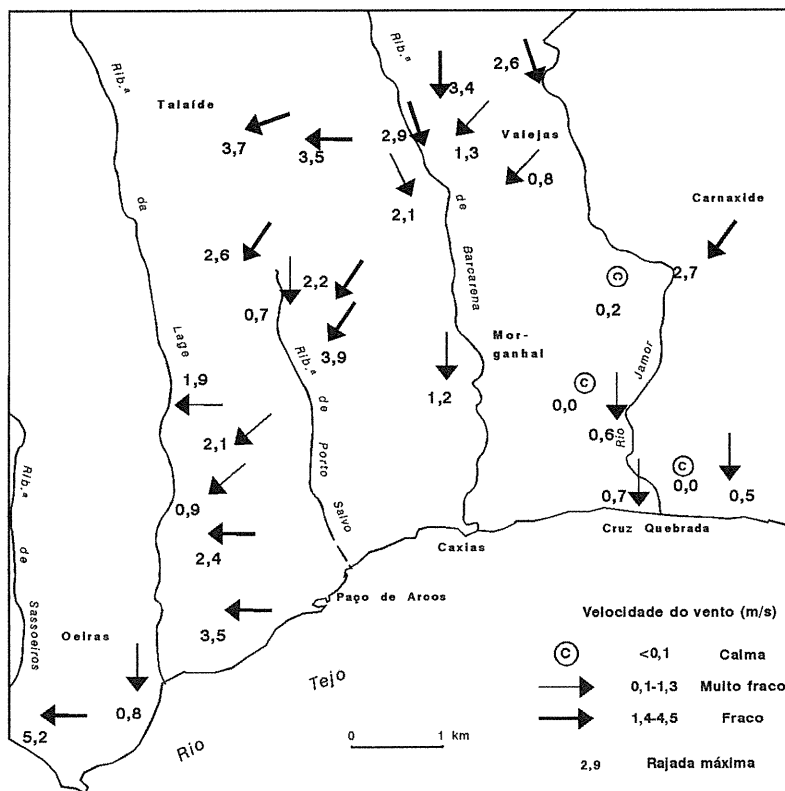 Rib.ª
da
Lage
Talaíde
Rib.ª
de
Barcarena
3,4
2,6
Valejas
3,7
3,5
2,9
1,3
0,8
2,1
Carnaxide
2,6
2,2
0,7
2,7
0,2
3,9
Rib.ª
de
Porto
Salvo
Mor-
ganhal
Rio
Jamor
1,9
1,2
0,0
0,6
2,1
0,9
0,7
0,0
0,5
Rib.ª
de
Sassoeiros
2,4
Caxias
Cruz Quebrada
Paço de Arcos
3,5
Oeiras
0,8
5,2
Rio
Tejo
0 1 km
Velocidade do vento (m/s)
C <0,1 Calma
0,1-1,3 Muito fraco
1,4-4,5 Fraco
2,9 Rajada máxima
C
C
C